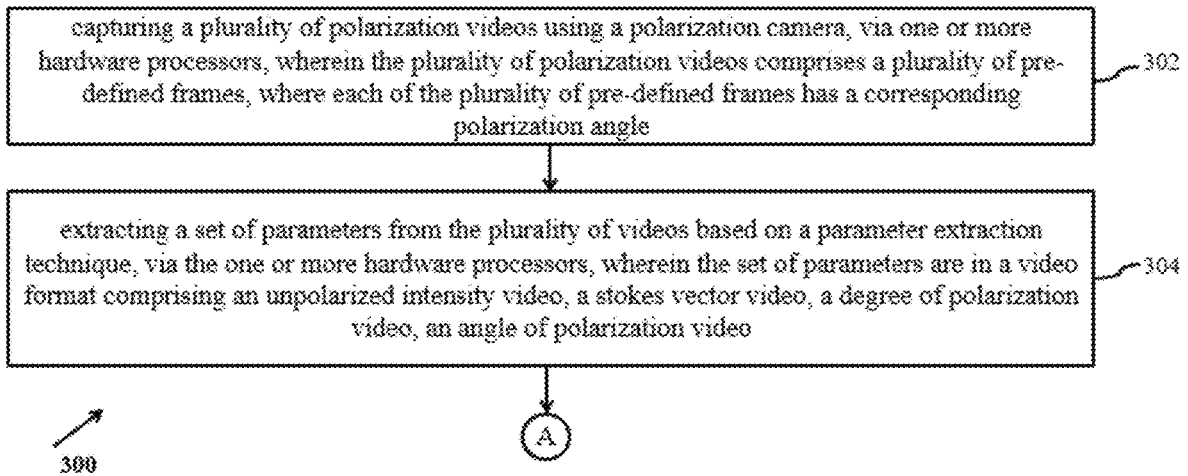 capturing a plurality of polarization videos using a polarization camera, via one or more
hardware processors, wherein the plurality of polarization videos comprises a plurality of pre-
defined frames, where each of the plurality of pre-defined frames has a corresponding
polarization angle
302
extracting a set of parameters from the plurality of videos based on a parameter extraction
technique, via the one or more hardware processors, wherein the set of parameters are in a video
format comprising an unpolarized intensity video, a stokes vector video, a degree of polarization
video, an angle of polarization video
304
A
300